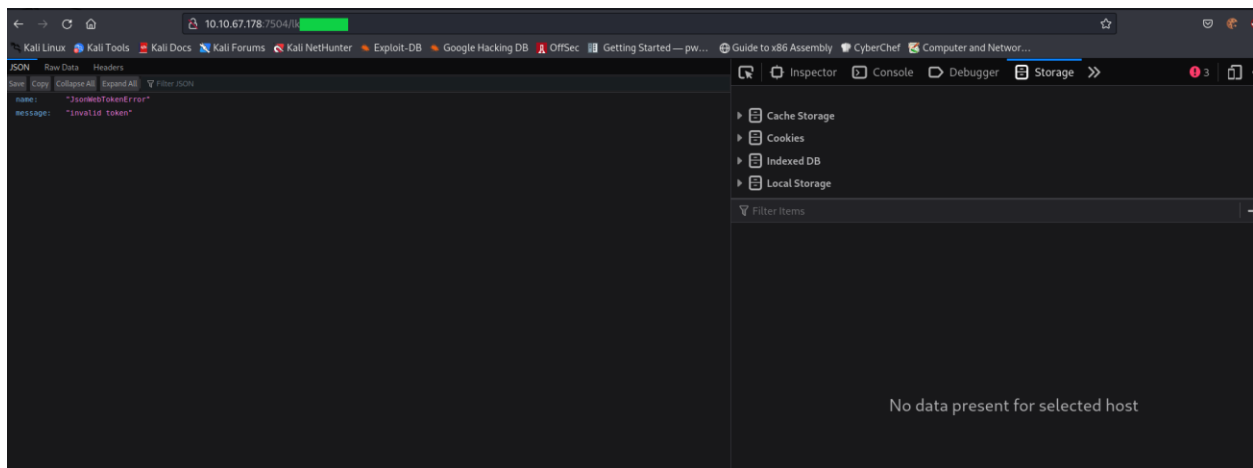 10.10.67.178:7504/lk
Kali Linux Kali Tools Kali Docs Kali Forums Kali NetHunter Exploit-DB Google Hacking DB OffSec Getting Started — pw... Guide to x86 Assembly CyberChef Computer and Networ...
JSON Raw Data Headers
Save Copy Collapse All Expand All Filter JSON
name: "JsonWebTokenError"
message: "invalid token"
Inspector Console Debugger Storage 3
Cache Storage
Cookies
Indexed DB
Local Storage
Filter Items
No data present for selected host